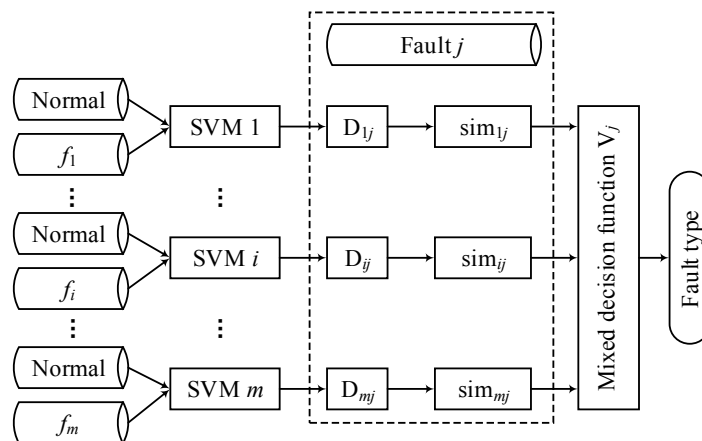 Fault j
Normal
SVM 1
D₁ⱼ
sim₁ⱼ
f₁
⋮
⋮
Normal
SVM i
Dᵢⱼ
simᵢⱼ
fᵢ
⋮
⋮
Normal
SVM m
Dₘⱼ
simₘⱼ
fₘ
Mixed decision function Vⱼ
Fault type